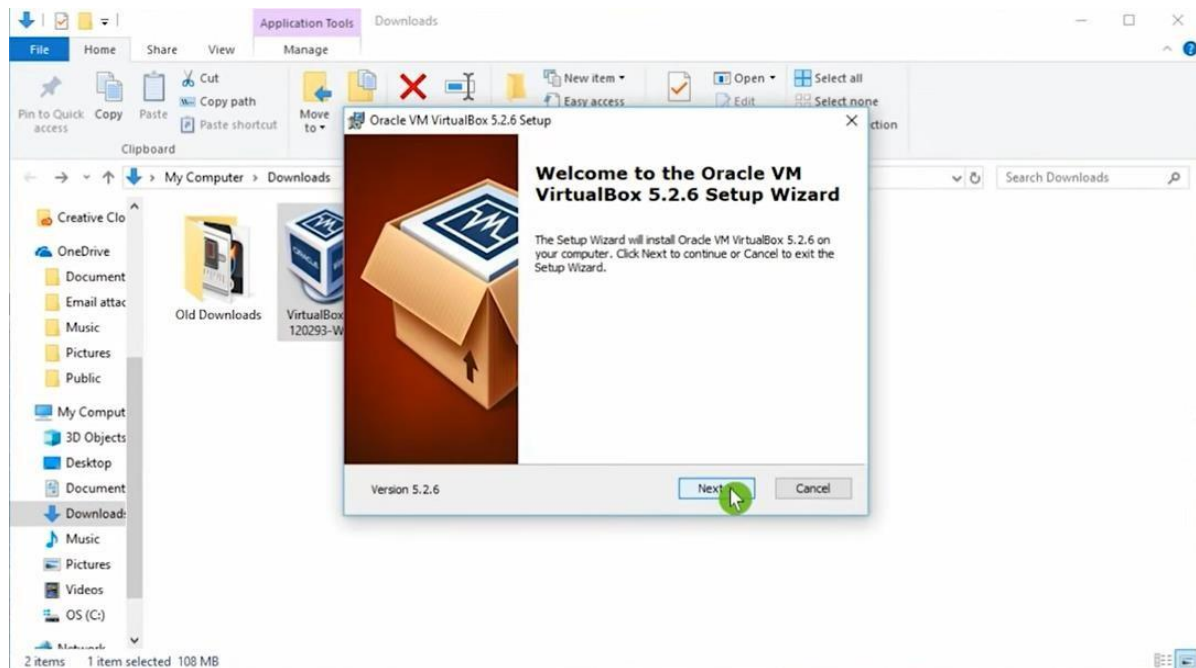 Application Tools
Downloads
File
Home
Share
View
Manage
Pin to Quick
access
Copy
Paste
Cut
Copy path
Paste shortcut
Clipboard
Move
to
New item
Easy access
Open
Edit
Select all
Select none
ction
My Computer
Downloads
Search Downloads
Creative Clo
OneDrive
Document
Email attac
Music
Pictures
Public
My Comput
3D Objects
Desktop
Document
Download
Music
Pictures
Videos
OS (C:)
Network
Old Downloads
VirtualBox
120293-W
Oracle VM VirtualBox 5.2.6 Setup
Welcome to the Oracle VM
VirtualBox 5.2.6 Setup Wizard
The Setup Wizard will install Oracle VM VirtualBox 5.2.6 on
your computer. Click Next to continue or Cancel to exit the
Setup Wizard.
Version 5.2.6
Next
Cancel
2 items
1 item selected 108 MB